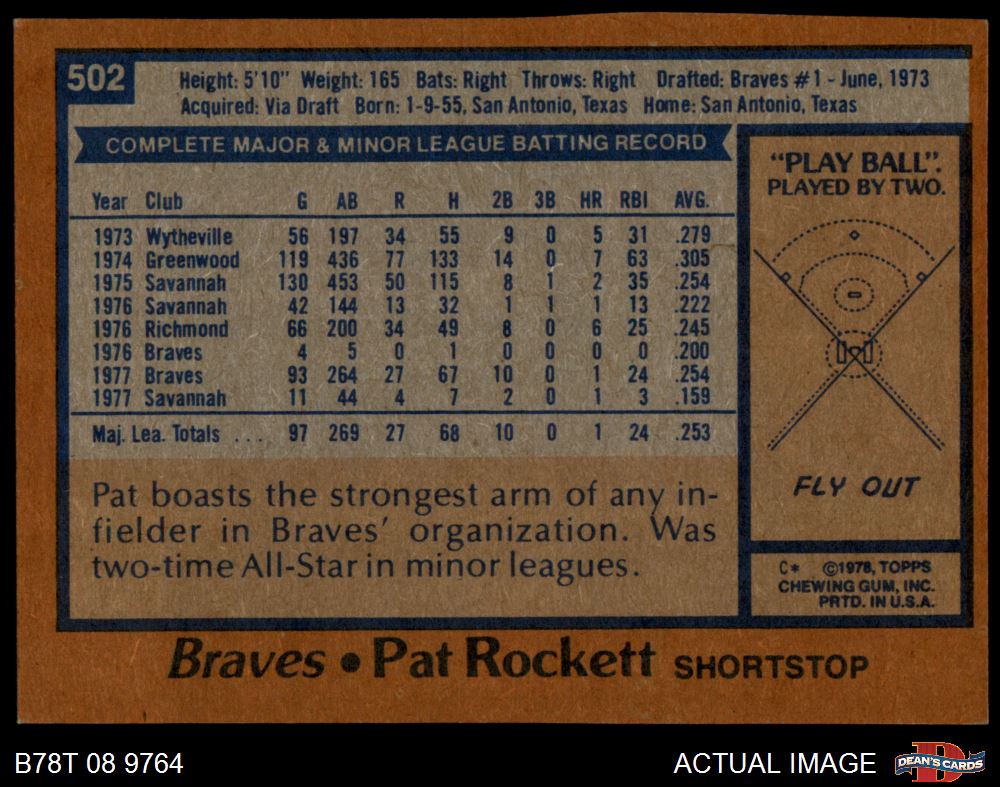 502
Height: 5'10" Weight: 165 Bats: Right Throws: Right Drafted: Braves #1 - June, 1973
Acquired: Via Draft Born: 1-9-55, San Antonio, Texas Home: San Antonio, Texas
COMPLETE MAJOR & MINOR LEAGUE BATTING RECORD
Year Club G AB R H 2B 3B HR RBI AVG.
1973 Wytheville 56 197 34 55 9 0 5 31 .279
1974 Greenwood 119 436 77 133 14 0 7 63 .305
1975 Savannah 130 453 50 115 8 1 2 35 .254
1976 Savannah 42 144 13 32 1 1 1 13 .222
1976 Richmond 66 200 34 49 8 0 6 25 .245
1976 Braves 4 5 0 1 0 0 0 0 .200
1977 Braves 93 264 27 67 10 0 1 24 .254
1977 Savannah 11 44 4 7 2 0 1 3 .159
Maj. Lea. Totals ... 97 269 27 68 10 0 1 24 .253
Pat boasts the strongest arm of any in-
fielder in Braves' organization. Was
two-time All-Star in minor leagues.
"PLAY BALL".
PLAYED BY TWO.
FLY OUT
C* ©1978, TOPPS
CHEWING GUM, INC.
PRTD. IN U.S.A.
Braves • Pat Rockett SHORTSTOP
B78T 08 9764
ACTUAL IMAGE
D
DEAN'S CARDS